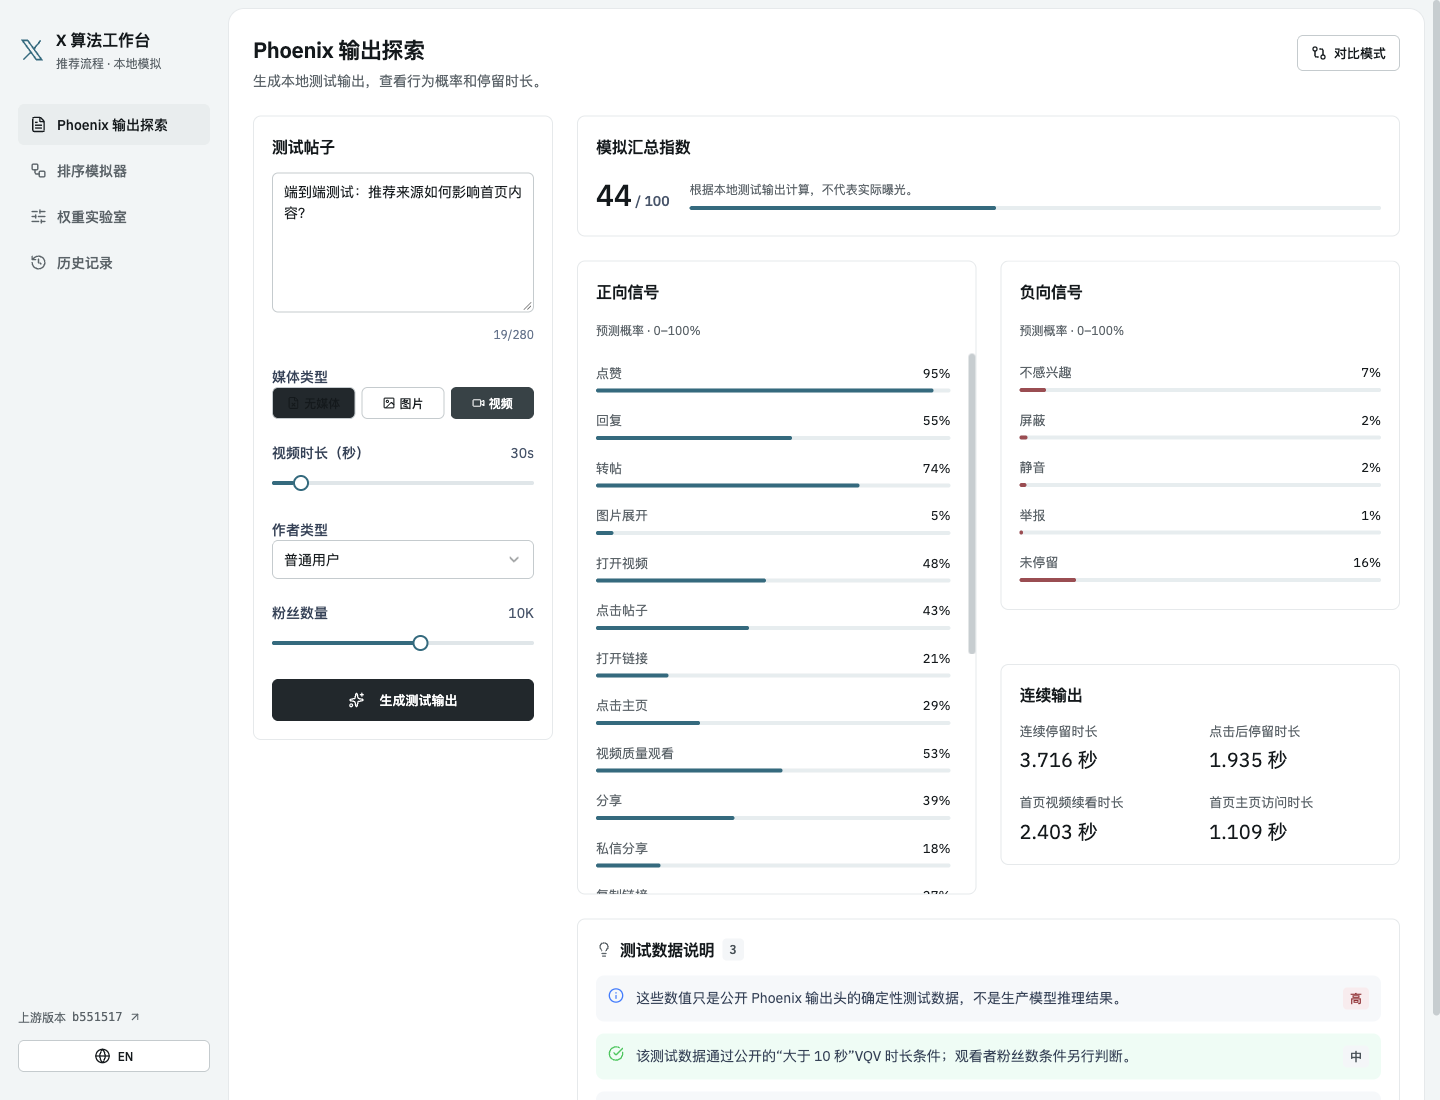 X 算法工作台
推荐流程 · 本地模拟
Phoenix 输出探索
排序模拟器
权重实验室
历史记录
上游版本 b551517
EN
Phoenix 输出探索
生成本地测试输出，查看行为概率和停留时长。
对比模式
测试帖子
端到端测试：推荐来源如何影响首页内
容？
19/280
媒体类型
无媒体 图片 视频
视频时长（秒） 30s
作者类型
普通用户
粉丝数量 10K
生成测试输出
模拟汇总指数
44 / 100
根据本地测试输出计算，不代表实际曝光。
正向信号
预测概率 · 0–100%
点赞 95%
回复 55%
转帖 74%
图片展开 5%
打开视频 48%
点击帖子 43%
打开链接 21%
点击主页 29%
视频质量观看 53%
分享 39%
私信分享 18%
复制链接 27%
负向信号
预测概率 · 0–100%
不感兴趣 7%
屏蔽 2%
静音 2%
举报 1%
未停留 16%
连续输出
连续停留时长 点击后停留时长
3.716 秒 1.935 秒
首页视频续看时长 首页主页访问时长
2.403 秒 1.109 秒
测试数据说明 3
这些数值只是公开 Phoenix 输出头的确定性测试数据，不是生产模型推理结果。 高
该测试数据通过公开的“大于 10 秒”VQV 时长条件；观看者粉丝数条件另行判断。 中